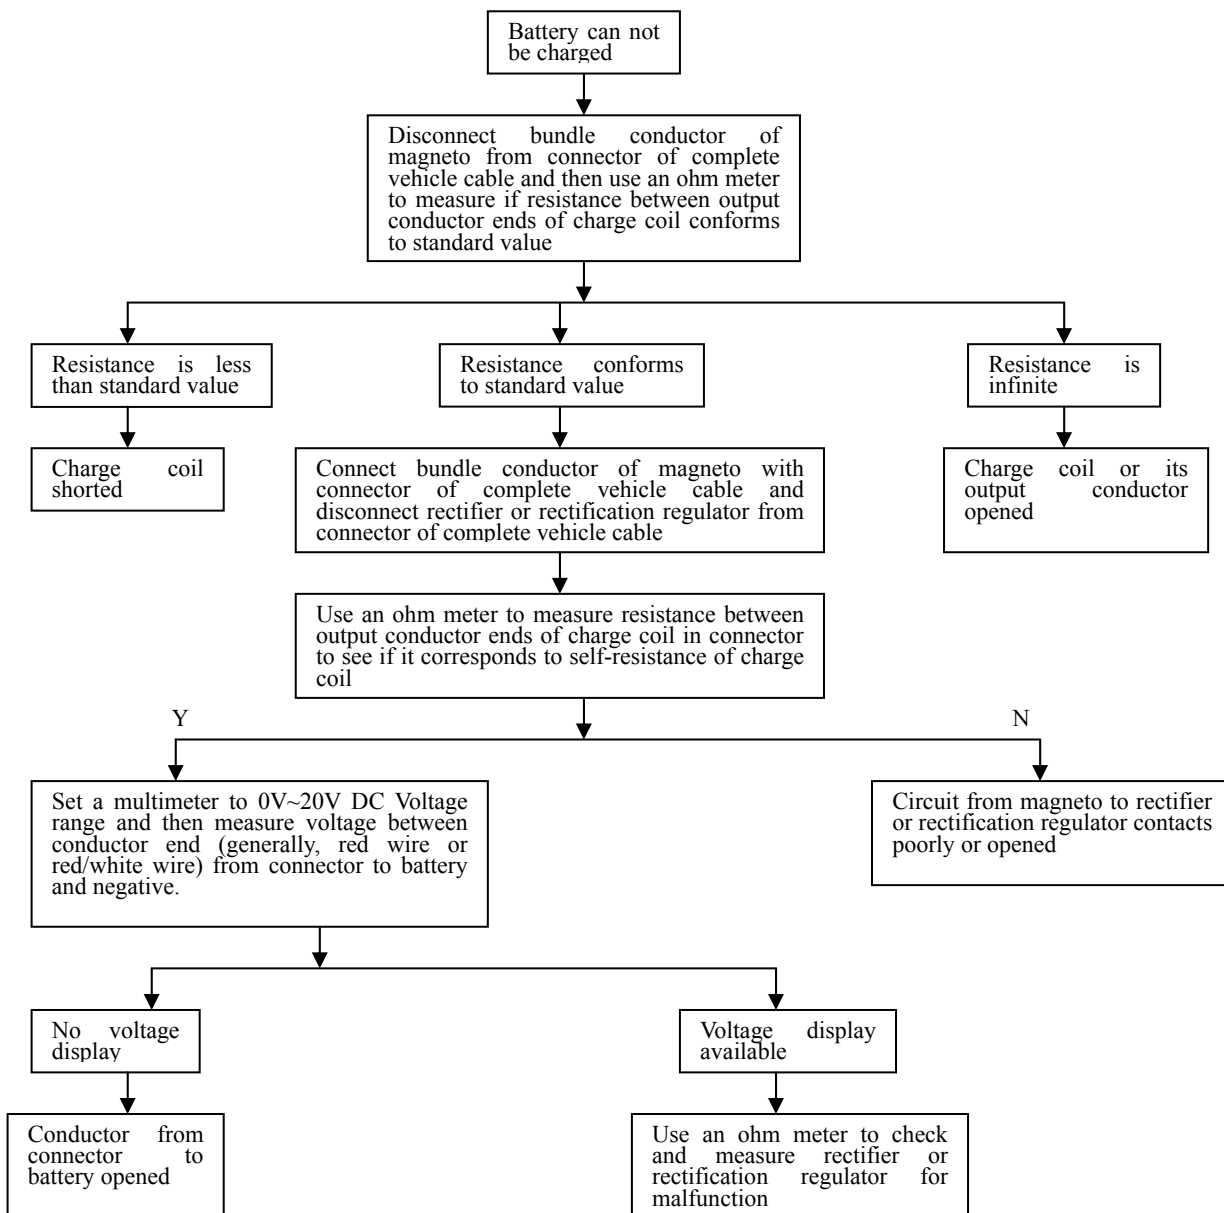 Battery can not
be charged
Disconnect bundle conductor of
magneto from connector of complete
vehicle cable and then use an ohm meter
to measure if resistance between output
conductor ends of charge coil conforms
to standard value
Resistance is less
than standard value
Resistance conforms
to standard value
Resistance is
infinite
Charge coil
shorted
Connect bundle conductor of magneto with
connector of complete vehicle cable and
disconnect rectifier or rectification regulator from
connector of complete vehicle cable
Charge coil or its
output conductor
opened
Use an ohm meter to measure resistance between
output conductor ends of charge coil in connector
to see if it corresponds to self-resistance of charge
coil
Y
N
Set a multimeter to 0V~20V DC Voltage
range and then measure voltage between
conductor end (generally, red wire or
red/white wire) from connector to battery
and negative.
Circuit from magneto to rectifier
or rectification regulator contacts
poorly or opened
No voltage
display
Voltage display
available
Conductor from
connector to
battery opened
Use an ohm meter to check
and measure rectifier or
rectification regulator for
malfunction